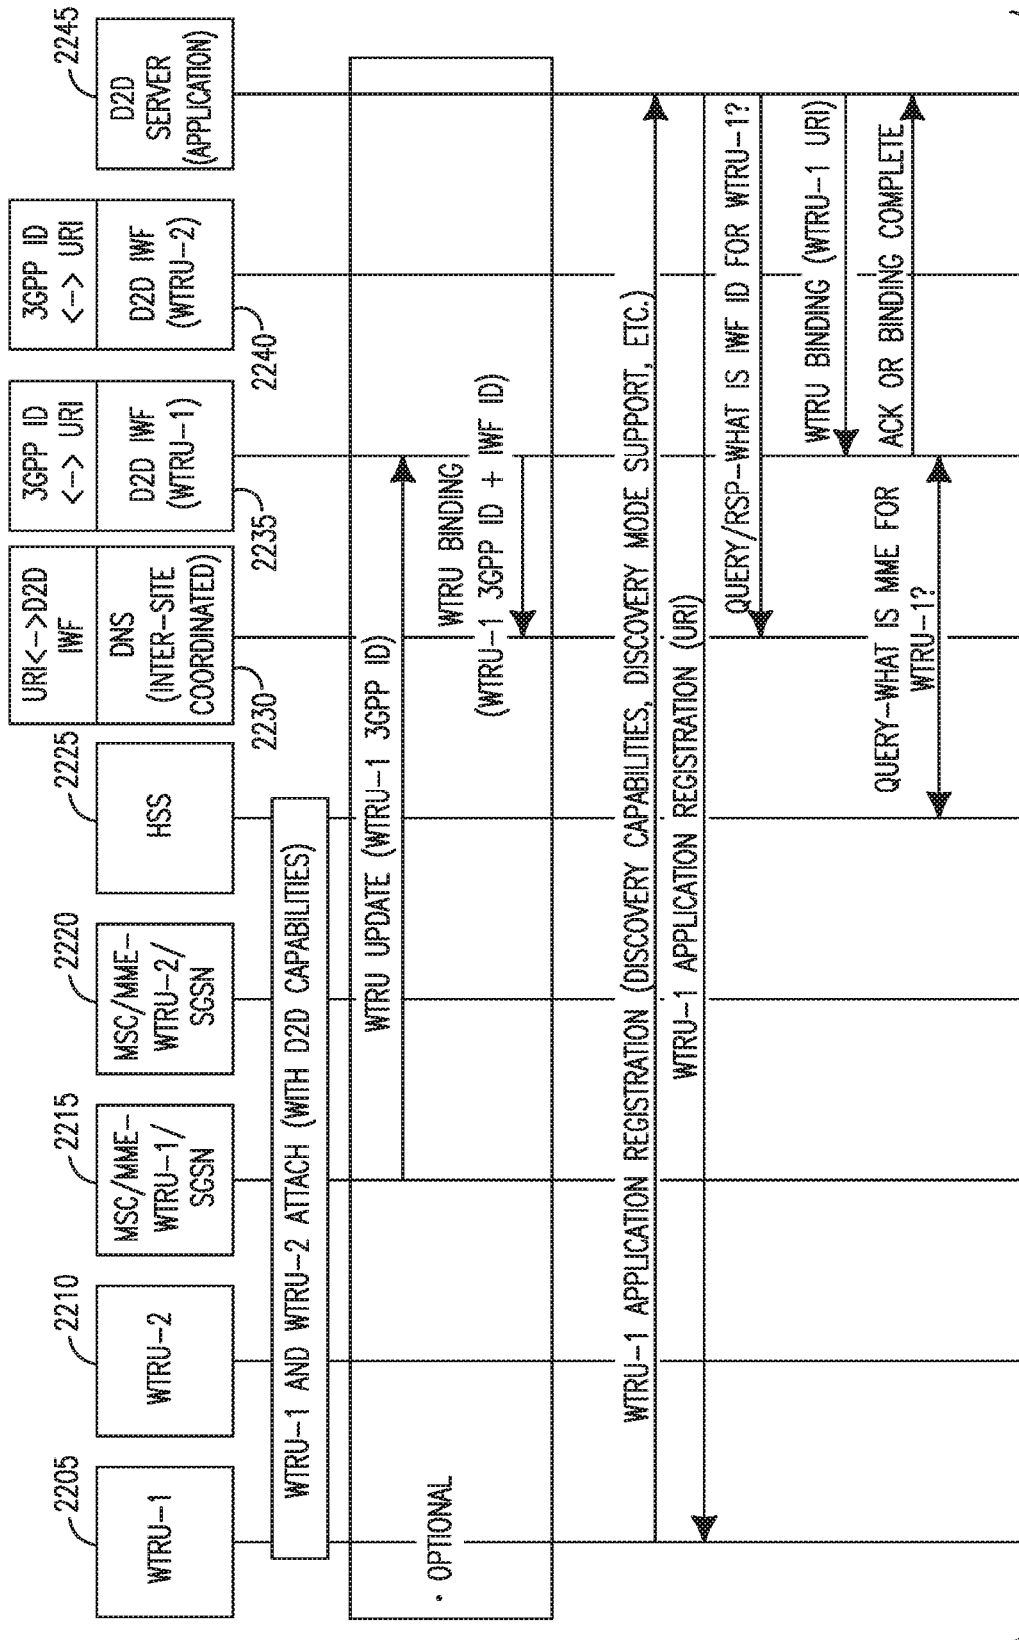 2205
WTRU-1
2210
WTRU-2
2215
MSC/MME-
WTRU-1/
SGSN
2220
MSC/MME-
WTRU-2/
SGSN
2225
HSS
URI<->D2D
IWF
DNS
(INTER-SITE
COORDINATED)
2230
3GPP ID
<-> URI
D2D IWF
(WTRU-1)
2235
3GPP ID
<-> URI
D2D IWF
(WTRU-2)
2240
2245
D2D
SERVER
(APPLICATION)
WTRU-1 AND WTRU-2 ATTACH (WITH D2D CAPABILITIES)
• OPTIONAL
WTRU UPDATE (WTRU-1 3GPP ID)
WTRU BINDING
(WTRU-1 3GPP ID + IWF ID)
WTRU-1 APPLICATION REGISTRATION (DISCOVERY CAPABILITIES, DISCOVERY MODE SUPPORT, ETC.)
WTRU-1 APPLICATION REGISTRATION (URI)
QUERY/RSP-WHAT IS IWF ID FOR WTRU-1?
WTRU BINDING (WTRU-1 URI)
QUERY-WHAT IS MME FOR
WTRU-1?
ACK OR BINDING COMPLETE